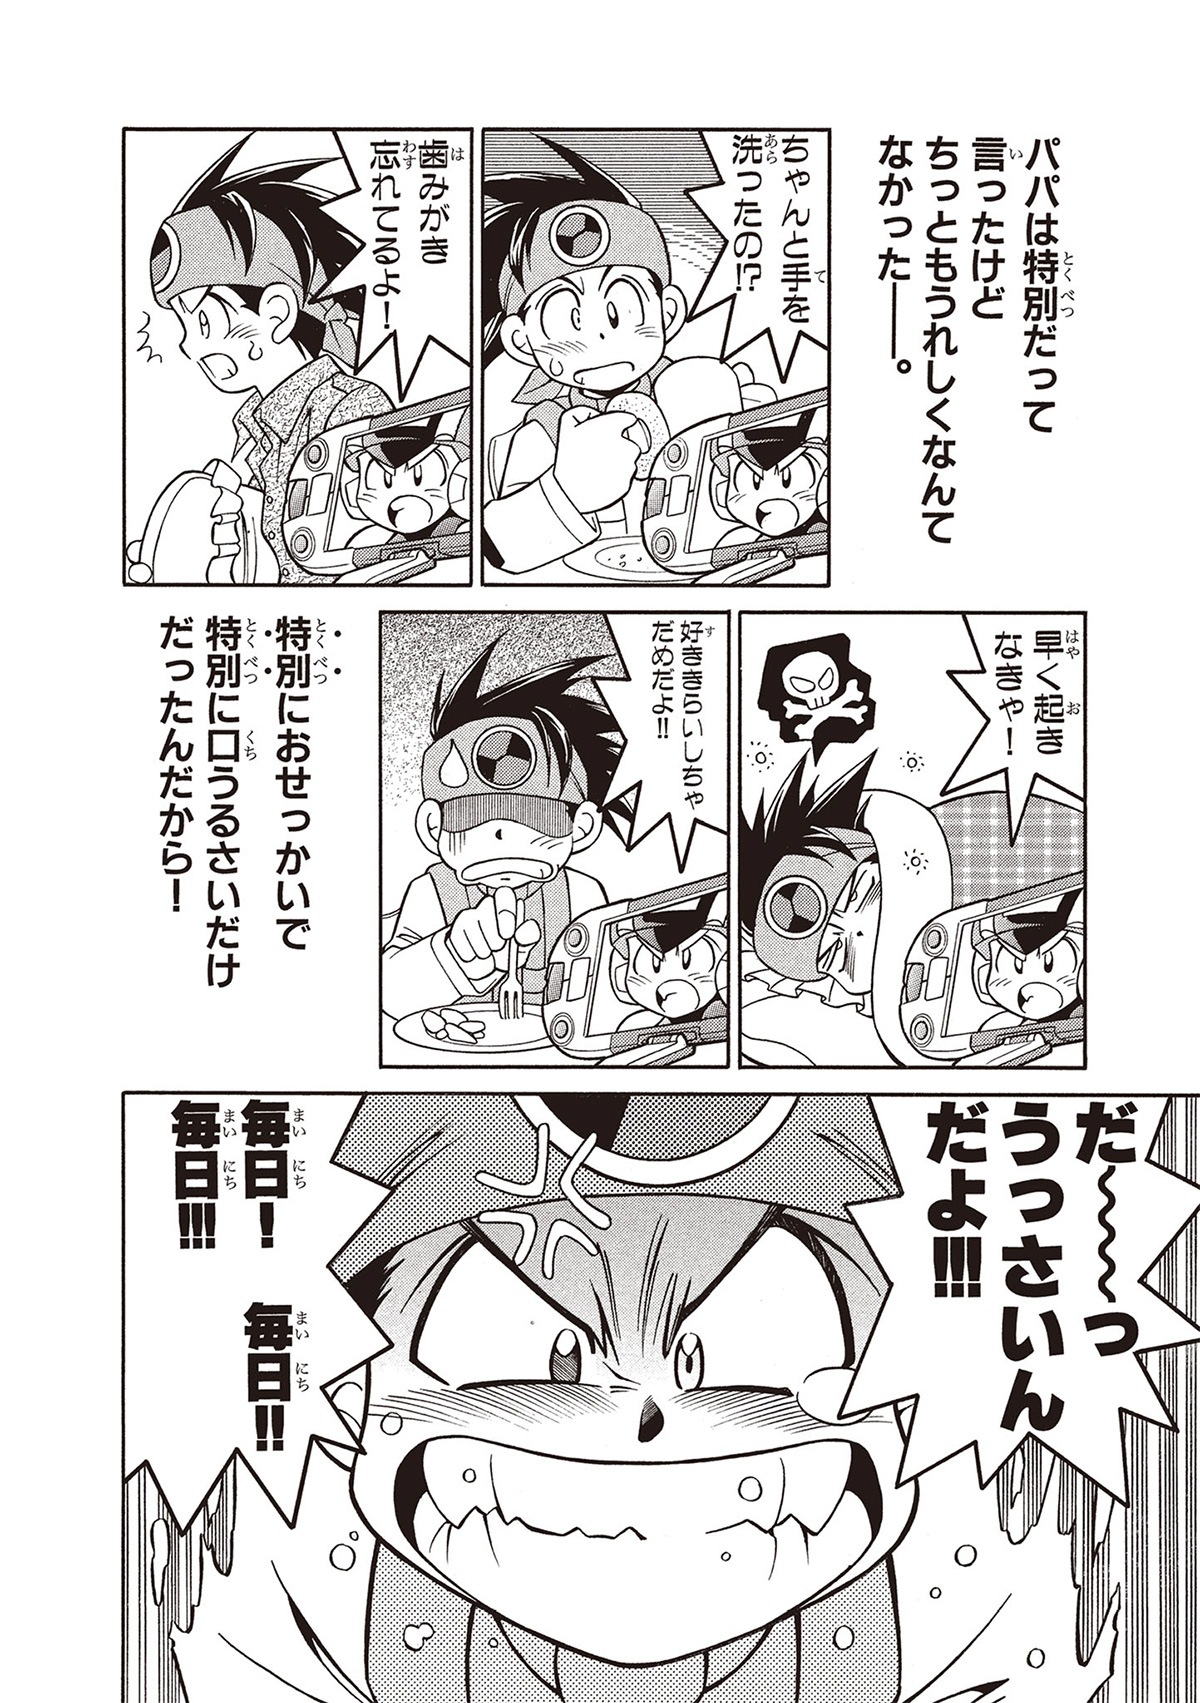 パパは特別だって
言ったけど
ちっともうれしくなんて
なかった――。
ちゃんと手を
洗ったの!?
歯みがき
忘れてるよ!
早く起き
なきゃ!
好ききらいしちゃ
だめだよ!!
特別におせっかいで
特別に口うるさいだけ
だったんだから!
だ〜〜〜っ
うっさいん
だよ!!!
毎日! 毎日!!
毎日!!!